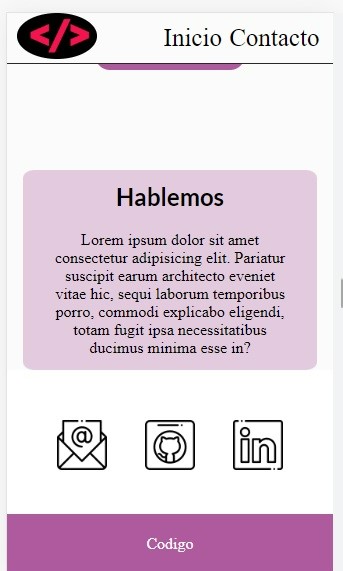 </>
Inicio Contacto
Hablemos
Lorem ipsum dolor sit amet
consectetur adipisicing elit. Pariatur
suscipit earum architecto eveniet
vitae hic, sequi laborum temporibus
porro, commodi explicabo eligendi,
totam fugit ipsa necessitatibus
ducimus minima esse in?
@
in
Codigo